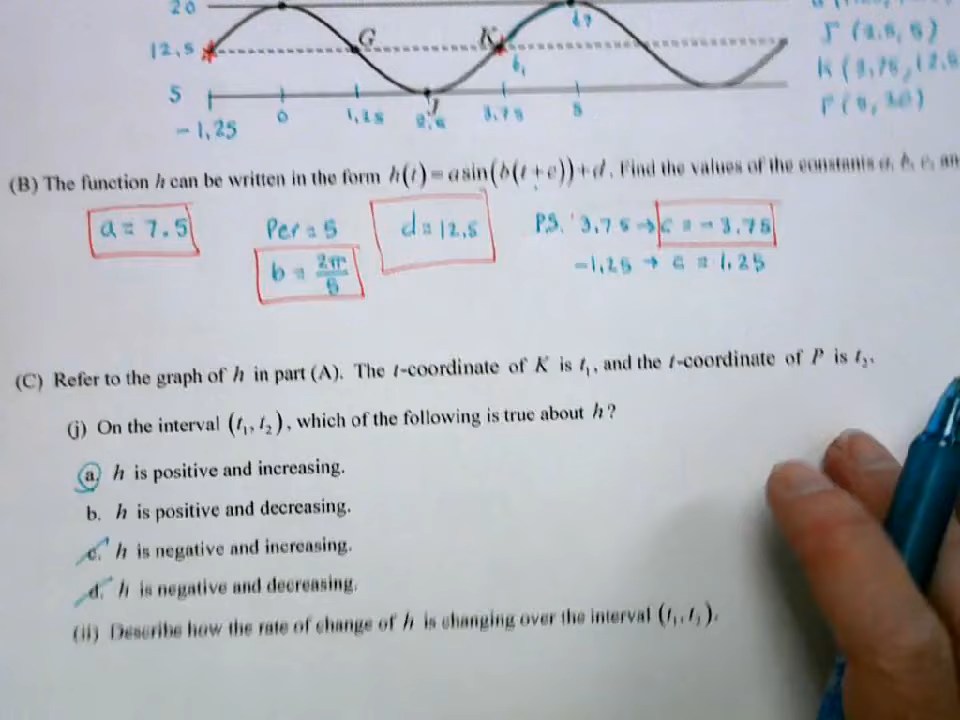 20
12.5 G K t2
5 J t1
-1.25 0 1.25 2.5 3.75 5
J (2.5, 5)
K (3.75, 12.5
P (5, 20)
(B) The function h can be written in the form h(t) = a sin(b(t + c)) + d. Find the values of the constants a, b, c, an
a = 7.5 Per = 5 d = 12.5 P.S. 3.75 → c = -3.75
b = 2π/5 -1.25 → c = 1.25
(C) Refer to the graph of h in part (A). The t-coordinate of K is t1, and the t-coordinate of P is t2.
(i) On the interval (t1, t2), which of the following is true about h?
a. h is positive and increasing.
b. h is positive and decreasing.
c. h is negative and increasing.
d. h is negative and decreasing.
(ii) Describe how the rate of change of h is changing over the interval (t1, t2).